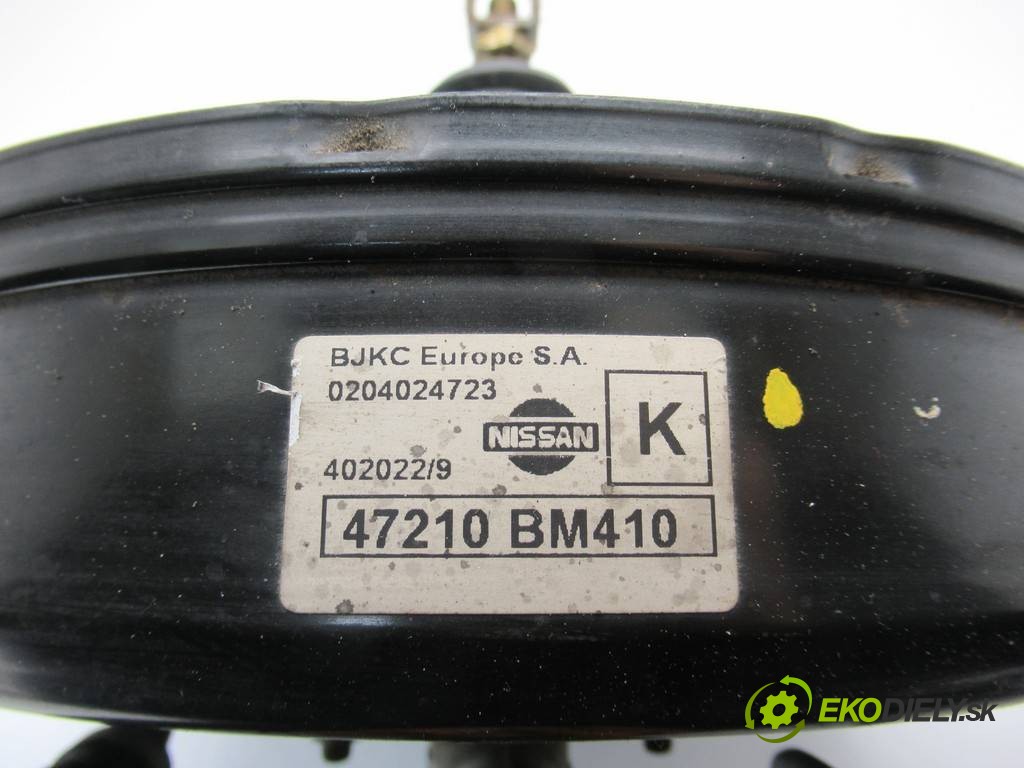 BJKC Europe S.A.
0204024723
NISSAN
K
402022/9
47210 BM410
EKODIELY.SK